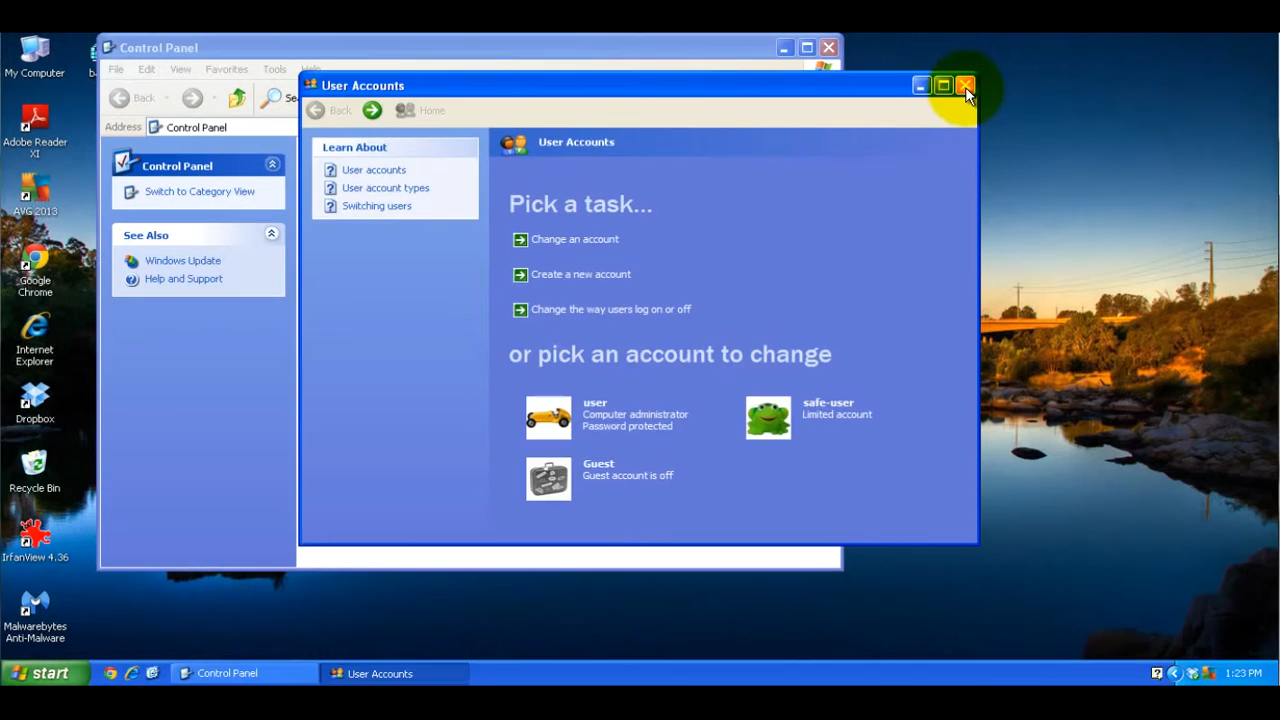 My Computer
Adobe Reader
XI
AVG 2013
Google
Chrome
Internet
Explorer
Dropbox
Recycle Bin
IrfanView 4.36
Malwarebytes
Anti-Malware
Control Panel
File Edit View Favorites Tools
Back
Address Control Panel
Control Panel
Switch to Category View
See Also
Windows Update
Help and Support
User Accounts
Back Home
Learn About
User accounts
User account types
Switching users
User Accounts
Pick a task...
Change an account
Create a new account
Change the way users log on or off
or pick an account to change
user
Computer administrator
Password protected
safe-user
Limited account
Guest
Guest account is off
start
Control Panel
User Accounts
1:23 PM